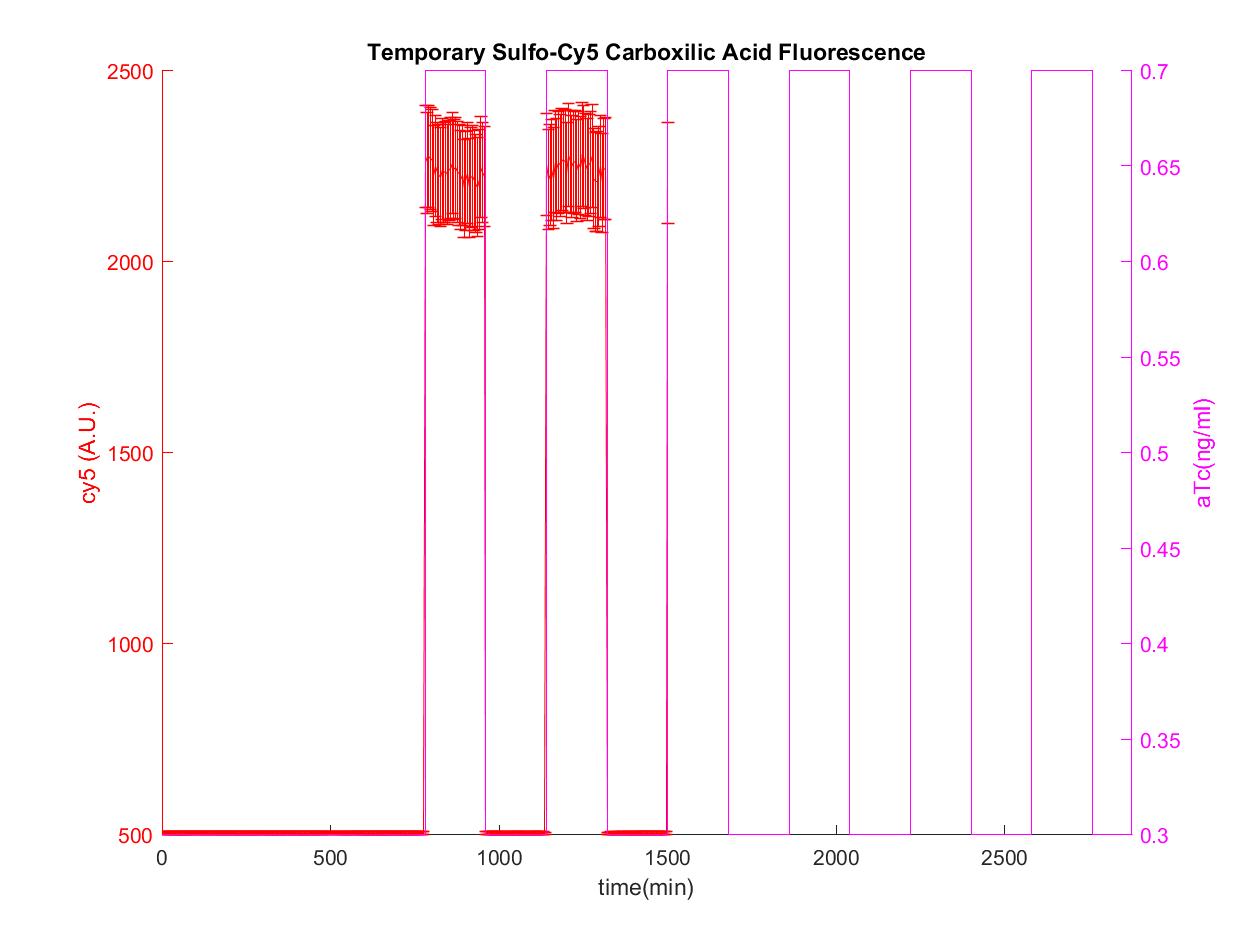 Temporary Sulfo-Cy5 Carboxilic Acid Fluorescence
2500
2000
1500
1000
500
cy5 (A.U.)
0.7
0.65
0.6
0.55
0.5
0.45
0.4
0.35
0.3
aTc(ng/ml)
0 500 1000 1500 2000 2500
time(min)